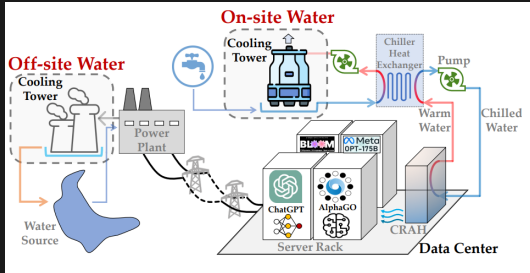 On-site Water
Off-site Water
Cooling
Tower
Cooling
Tower
Chiller
Heat
Exchanger
Pump
Power
Plant
Warm
Water
Chilled
Water
BLOOM
Meta
OPT-175B
ChatGPT
AlphaGO
Water
Source
CRAH
Server Rack
Data Center